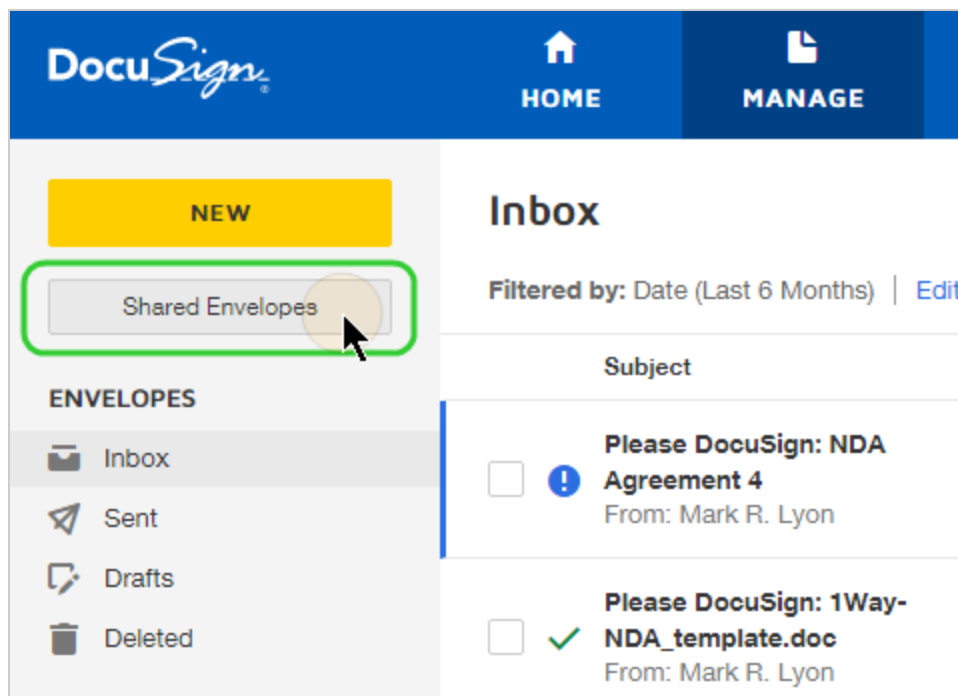 DocuSign®
HOME
MANAGE
NEW
Shared Envelopes
ENVELOPES
Inbox
Sent
Drafts
Deleted
Inbox
Filtered by: Date (Last 6 Months) | Edit
Subject
Please DocuSign: NDA
Agreement 4
From: Mark R. Lyon
Please DocuSign: 1Way-
NDA_template.doc
From: Mark R. Lyon